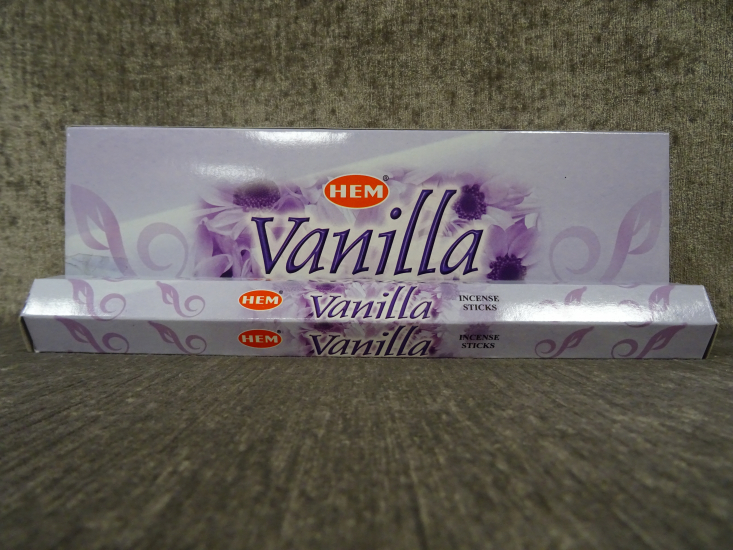 HEM®
Vanilla
HEM Vanilla INCENSE
STICKS
HEM Vanilla INCENSE
STICKS